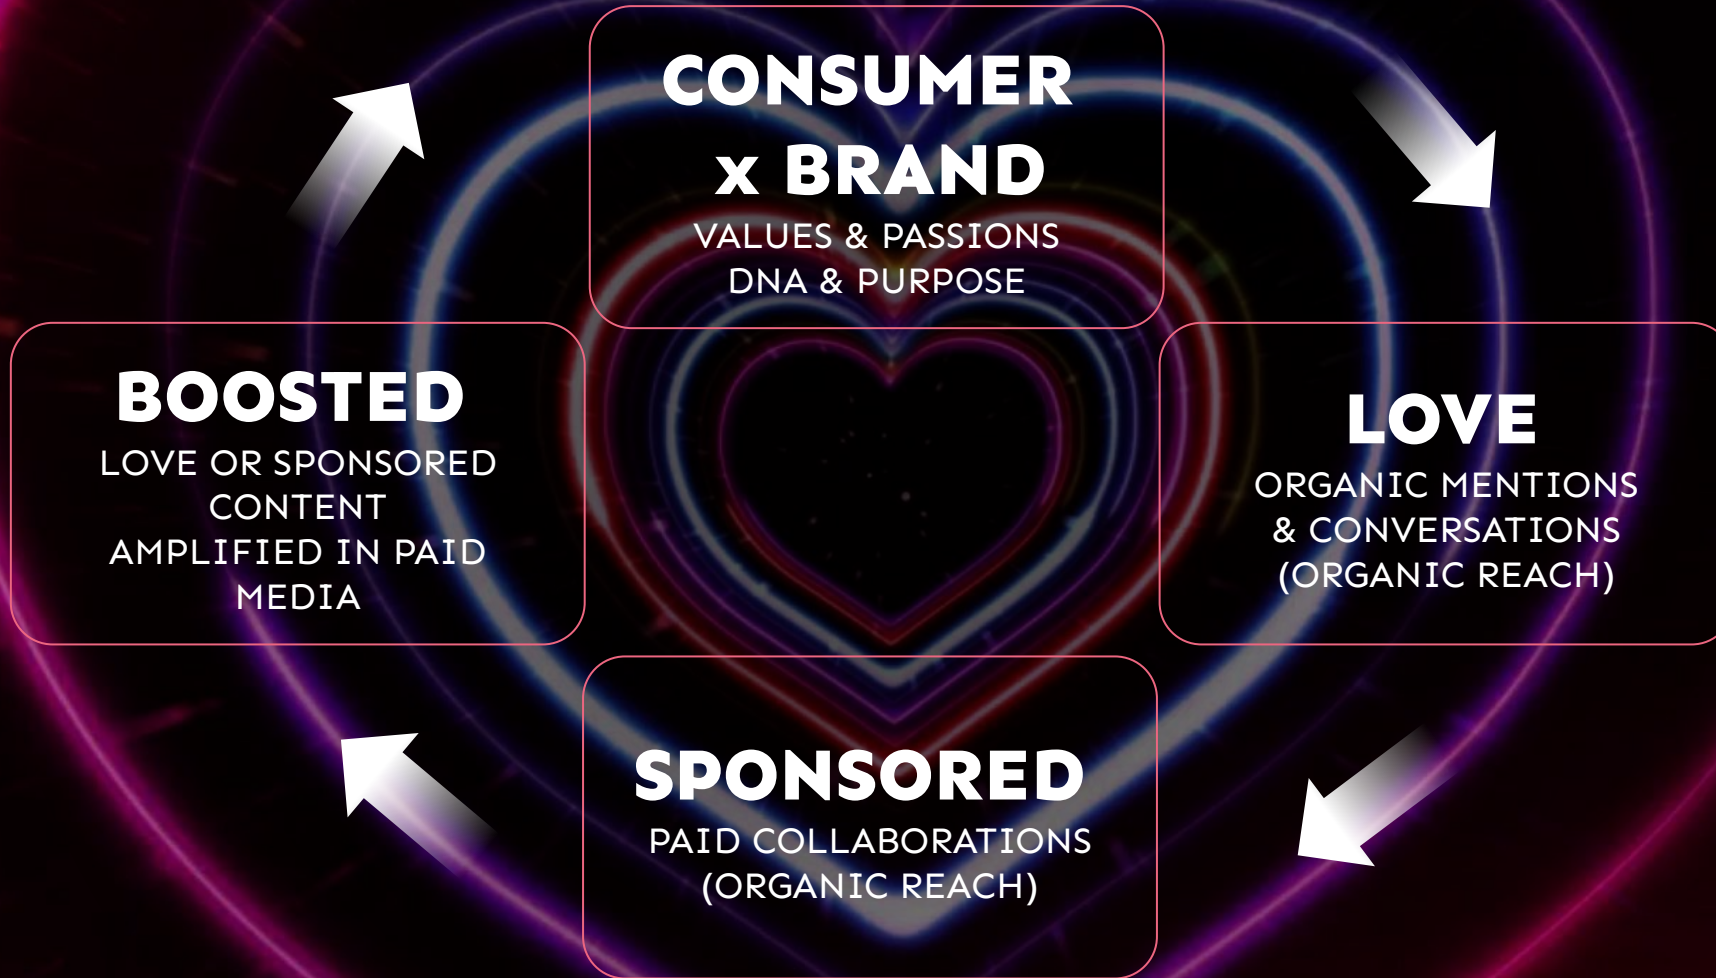 CONSUMER
x BRAND
VALUES & PASSIONS
DNA & PURPOSE
BOOSTED
LOVE OR SPONSORED
CONTENT
AMPLIFIED IN PAID
MEDIA
LOVE
ORGANIC MENTIONS
& CONVERSATIONS
(ORGANIC REACH)
SPONSORED
PAID COLLABORATIONS
(ORGANIC REACH)